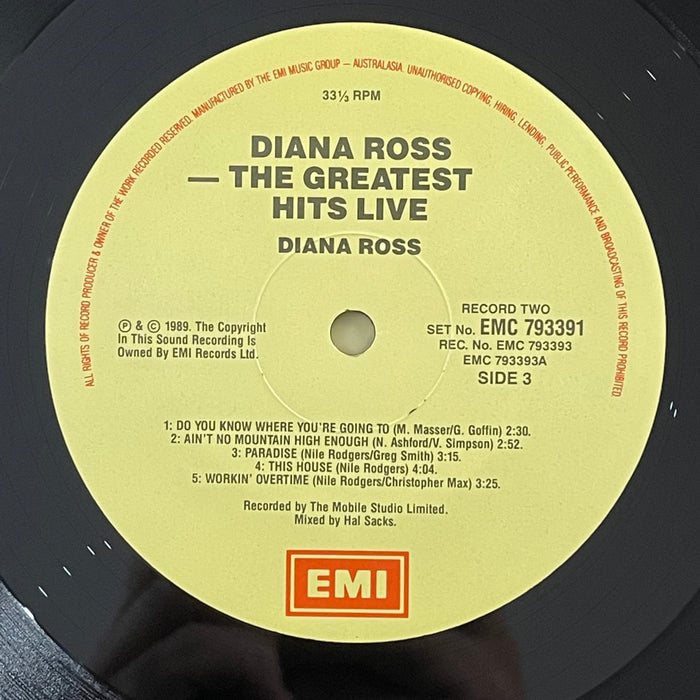 ALL RIGHTS OF RECORD PRODUCER & OWNER OF THE WORK RECORDED RESERVED. MANUFACTURED BY THE EMI MUSIC GROUP – AUSTRALASIA. UNAUTHORISED COPYING, HIRING, LENDING, PUBLIC PERFORMANCE AND BROADCASTING OF THIS RECORD PROHIBITED
33⅓ RPM
DIANA ROSS
— THE GREATEST
HITS LIVE
DIANA ROSS
℗ & © 1989. The Copyright
In This Sound Recording Is
Owned By EMI Records Ltd.
RECORD TWO
SET No. EMC 793391
REC. No. EMC 793393
EMC 793393A
SIDE 3
1: DO YOU KNOW WHERE YOU'RE GOING TO (M. Masser/G. Goffin) 2:30.
2: AIN'T NO MOUNTAIN HIGH ENOUGH (N. Ashford/V. Simpson) 2:52.
3: PARADISE (Nile Rodgers/Greg Smith) 3:15.
4: THIS HOUSE (Nile Rodgers) 4:04.
5: WORKIN' OVERTIME (Nile Rodgers/Christopher Max) 3:25.
Recorded by The Mobile Studio Limited.
Mixed by Hal Sacks.
EMI